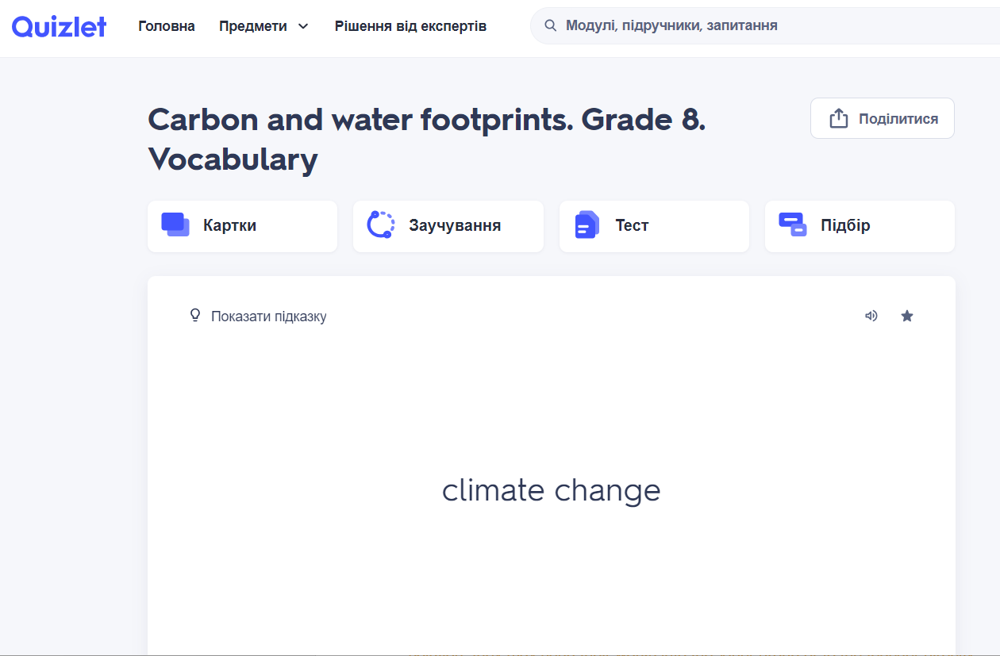 Quizlet
Головна
Предмети
Рішення від експертів
Модулі, підручники, запитання
Carbon and water footprints. Grade 8.
Vocabulary
Поділитися
Картки
Заучування
Тест
Підбір
Показати підказку
climate change